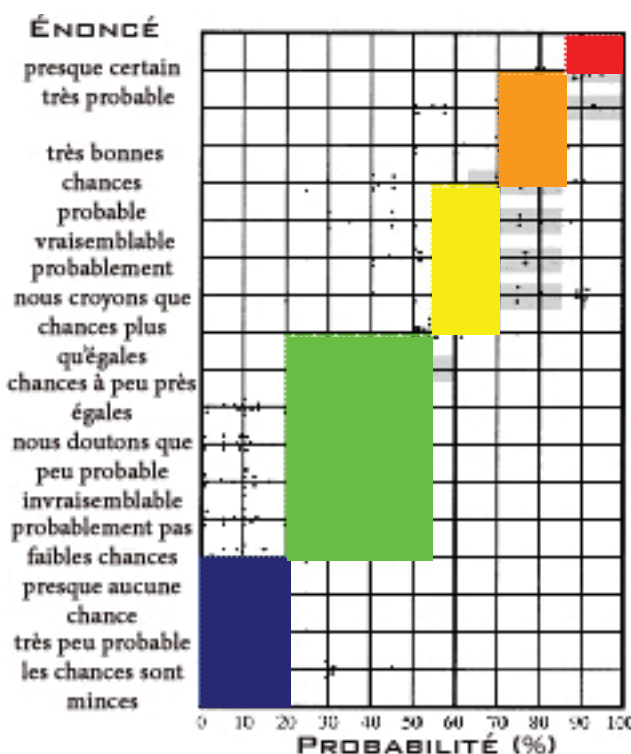 ÉNONCÉ
presque certain
très probable
très bonnes
chances
probable
vraisemblable
probablement
nous croyons que
chances plus
qu'égales
chances à peu près
égales
nous doutons que
peu probable
invraisemblable
probablement pas
faibles chances
presque aucune
chance
très peu probable
les chances sont
minces
0 10 20 30 40 50 60 70 80 90 100
PROBABILITÉ (%)